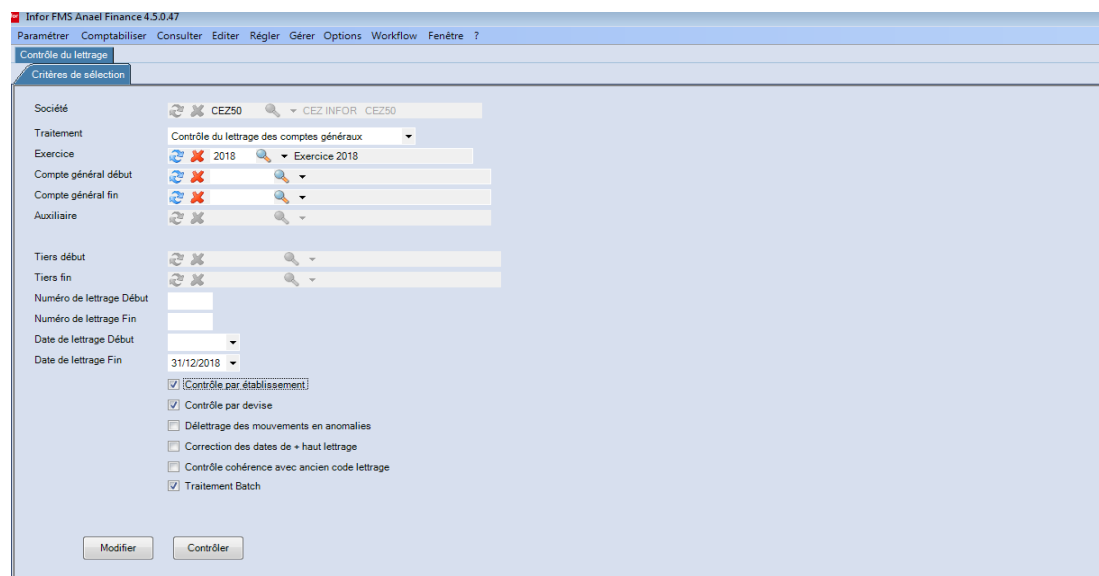 Infor FMS Anael Finance 4.5.0.47
Paramétrer Comptabiliser Consulter Editer Régler Gérer Options Workflow Fenêtre ?
Contrôle du lettrage
Critères de sélection
Société CEZ50 CEZ INFOR CEZ50
Traitement Contrôle du lettrage des comptes généraux
Exercice 2018 Exercice 2018
Compte général début
Compte général fin
Auxiliaire
Tiers début
Tiers fin
Numéro de lettrage Début
Numéro de lettrage Fin
Date de lettrage Début
Date de lettrage Fin 31/12/2018
Contrôle par établissement
Contrôle par devise
Délettrage des mouvements en anomalies
Correction des dates de + haut lettrage
Contrôle cohérence avec ancien code lettrage
Traitement Batch
Modifier Contrôler